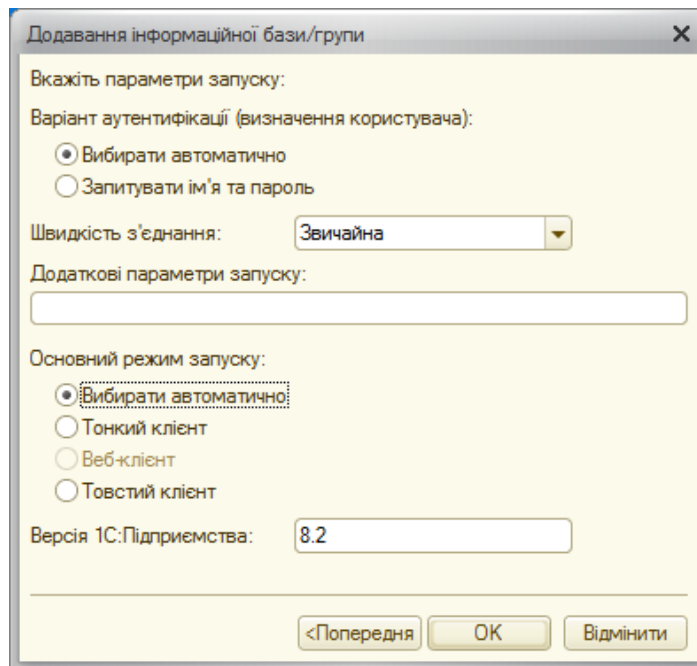 Додавання інформаційної бази/групи
Вкажіть параметри запуску:
Варіант аутентифікації (визначення користувача):
Вибирати автоматично
Запитувати ім'я та пароль
Швидкість з'єднання: Звичайна
Додаткові параметри запуску:
Основний режим запуску:
Вибирати автоматично
Тонкий клієнт
Веб-клієнт
Товстий клієнт
Версія 1С:Підприємства: 8.2
<Попередня ОК Відмінити